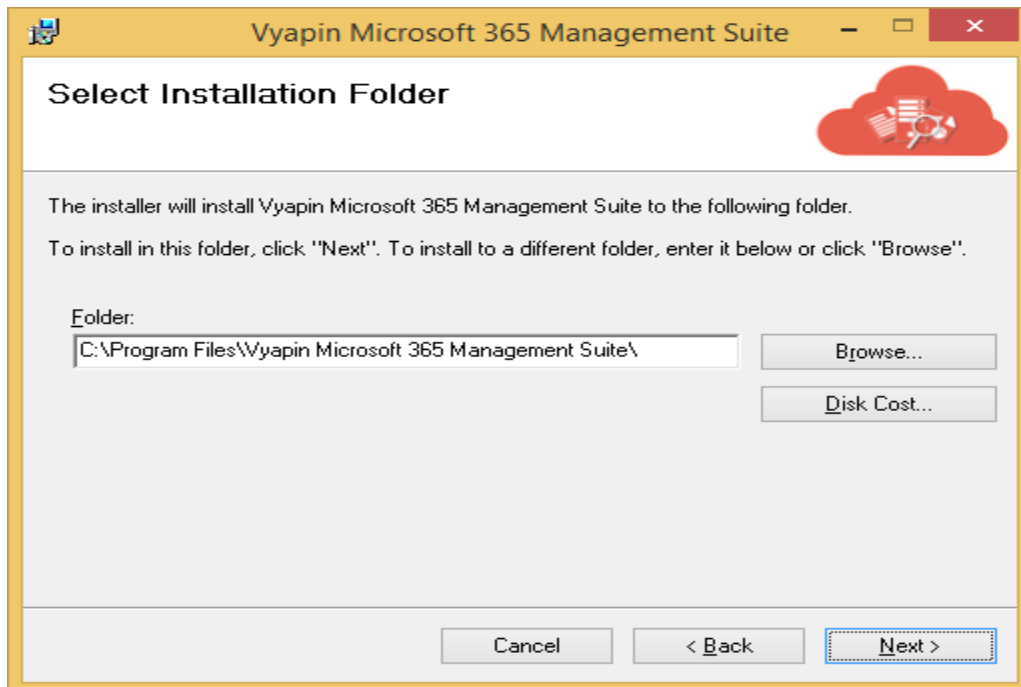 Vyapin Microsoft 365 Management Suite
Select Installation Folder
The installer will install Vyapin Microsoft 365 Management Suite to the following folder.
To install in this folder, click "Next". To install to a different folder, enter it below or click "Browse".
Folder:
C:\Program Files\Vyapin Microsoft 365 Management Suite\
Browse...
Disk Cost...
Cancel
< Back
Next >